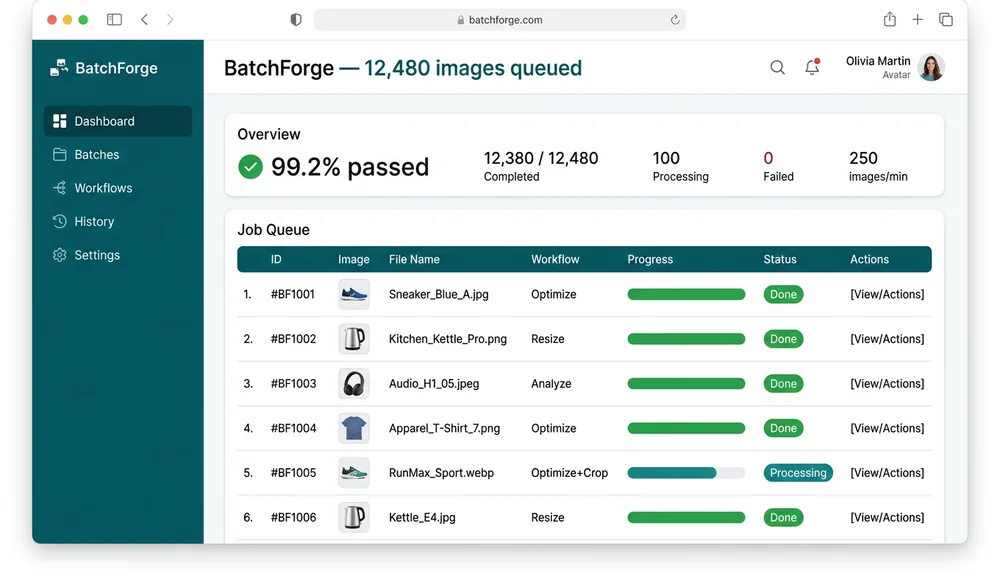 batchforge.com
BatchForge
BatchForge — 12,480 images queued
Olivia Martin
Avatar
Dashboard
Batches
Workflows
History
Settings
Overview
99.2% passed
12,380 / 12,480
Completed
100
Processing
0
Failed
250
images/min
Job Queue
ID Image File Name Workflow Progress Status Actions
1. #BF1001 Sneaker_Blue_A.jpg Optimize Done [View/Actions]
2. #BF1002 Kitchen_Kettle_Pro.png Resize Done [View/Actions]
3. #BF1003 Audio_H1_05.jpeg Analyze Done [View/Actions]
4. #BF1004 Apparel_T-Shirt_7.png Optimize Done [View/Actions]
5. #BF1005 RunMax_Sport.webp Optimize+Crop Processing [View/Actions]
6. #BF1006 Kettle_E4.jpg Resize Done [View/Actions]